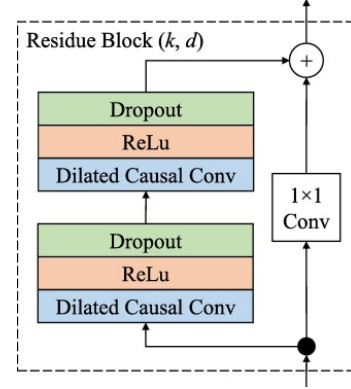 Residue Block (k, d)
+
Dropout
ReLu
Dilated Causal Conv
1×1
Conv
Dropout
ReLu
Dilated Causal Conv